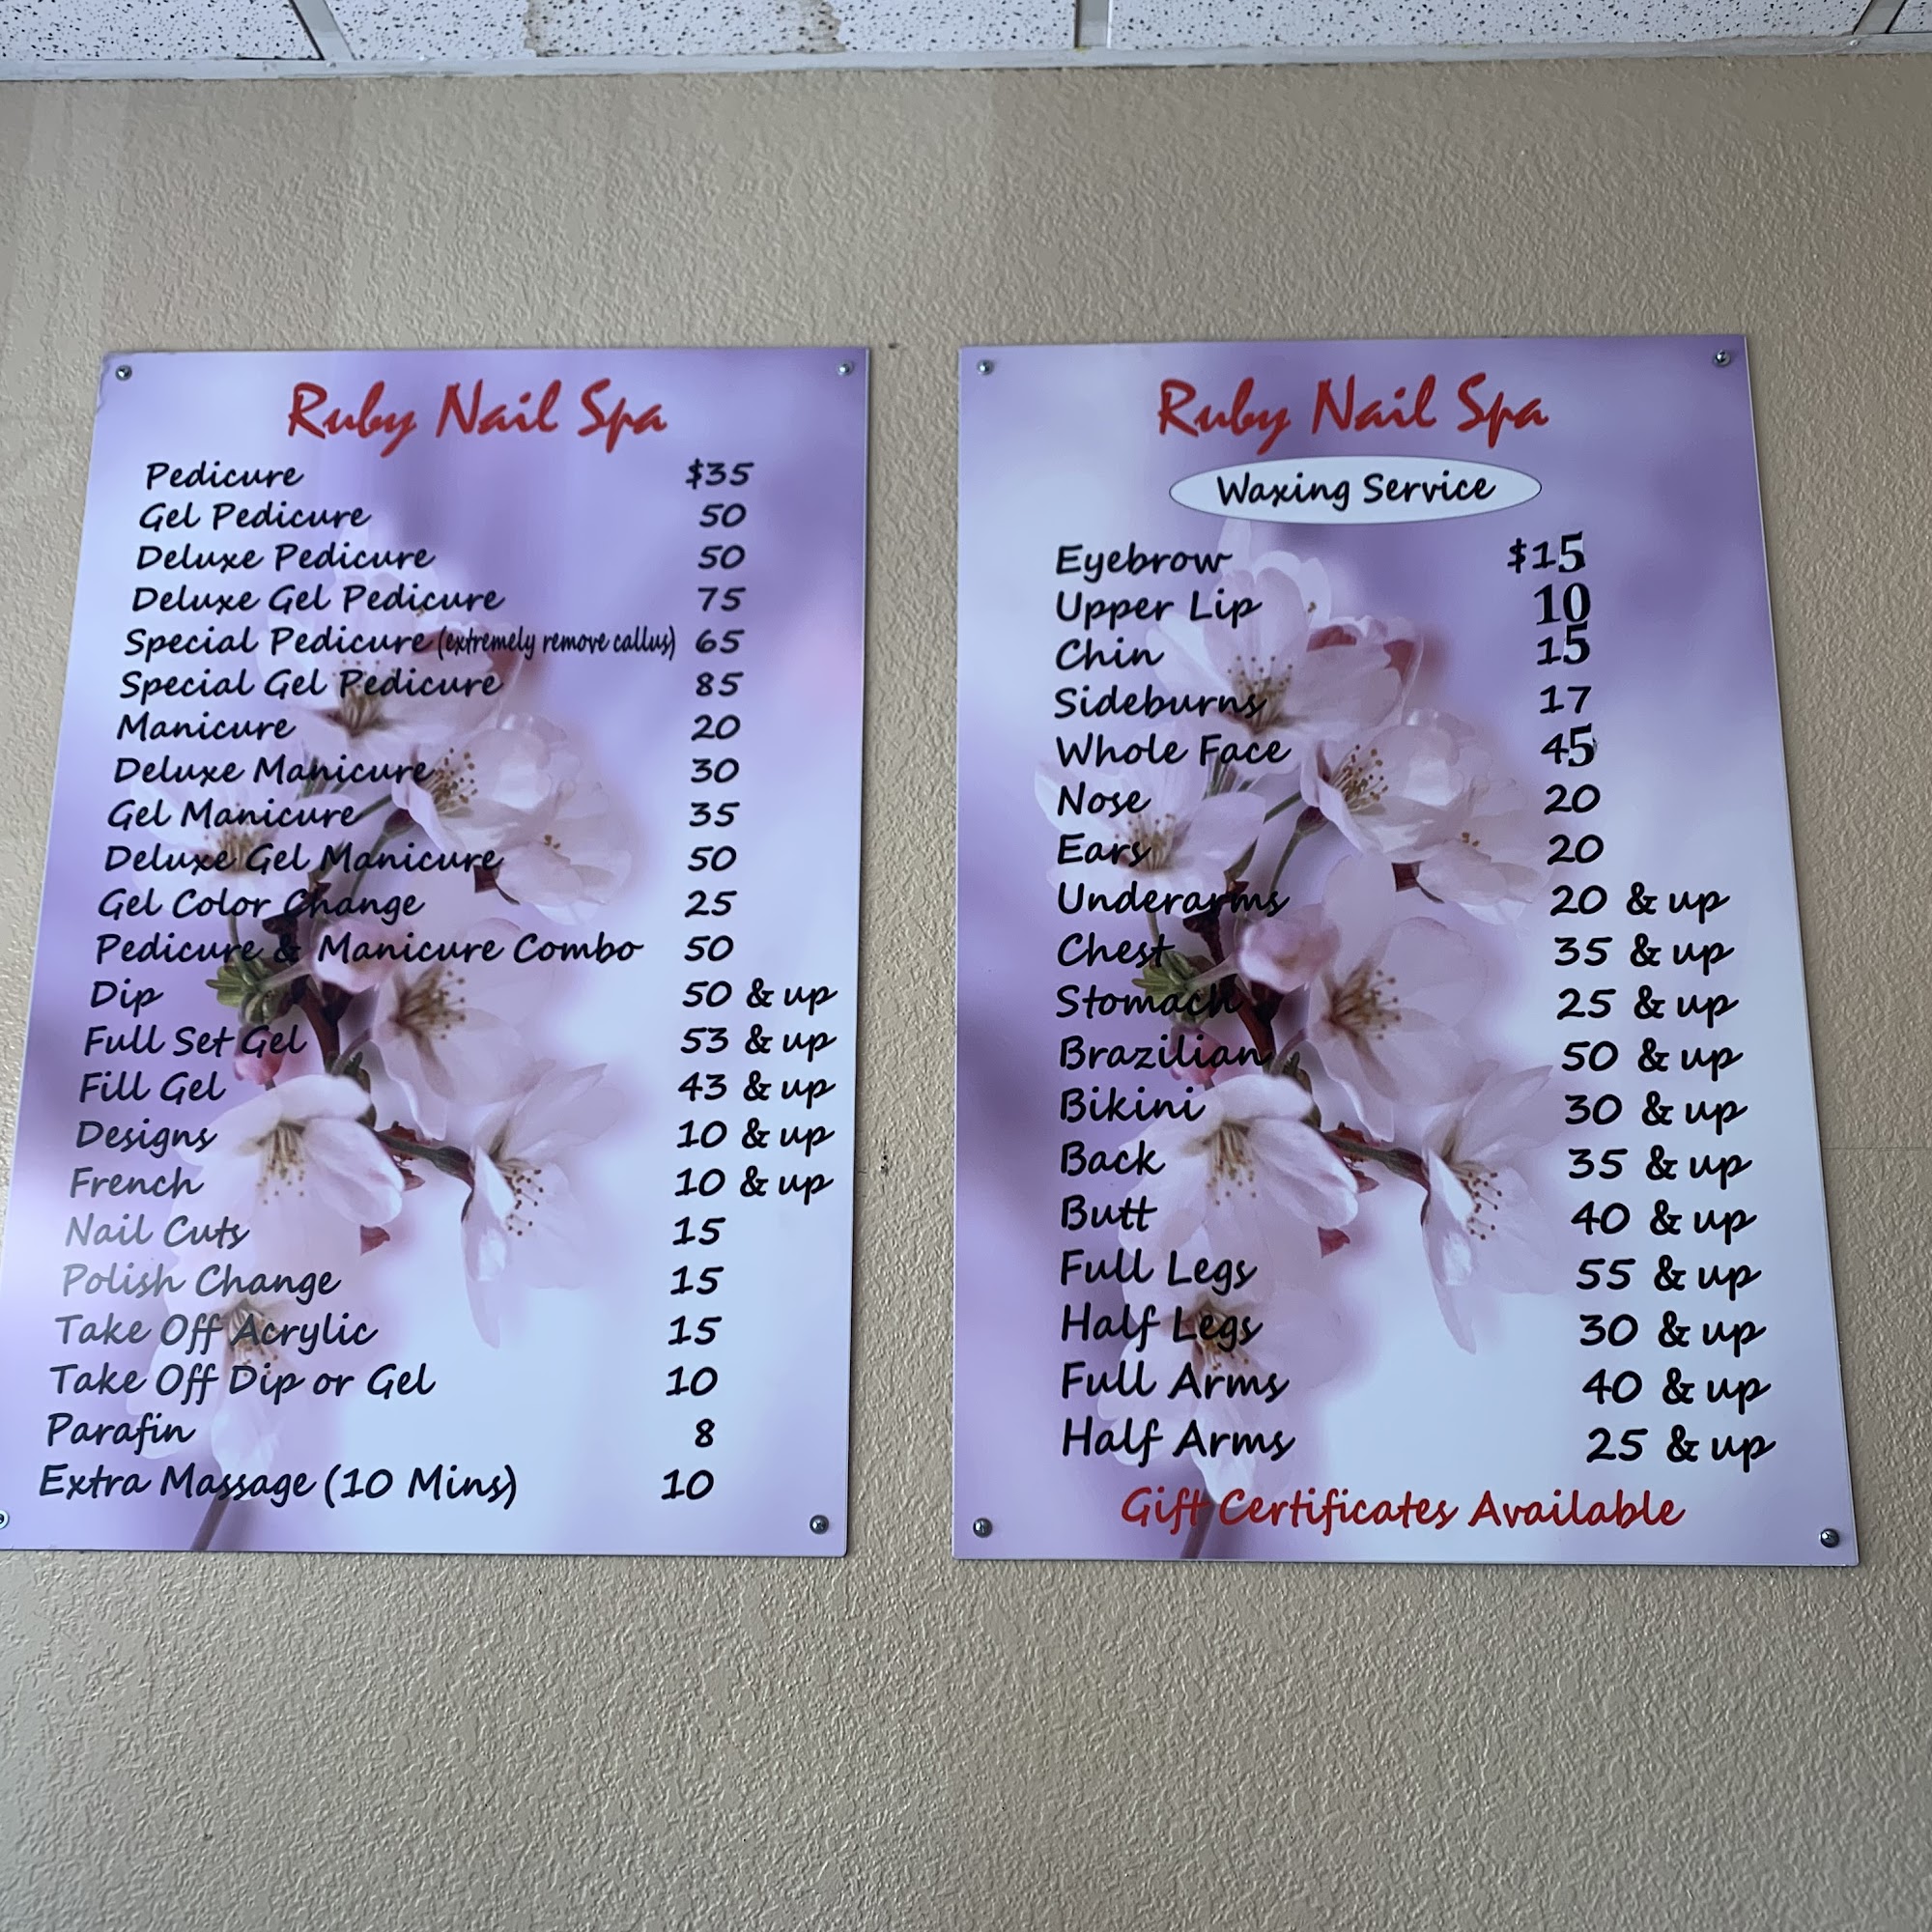 Ruby Nail Spa
Pedicure $35
Gel Pedicure 50
Deluxe Pedicure 50
Deluxe Gel Pedicure 75
Special Pedicure (extremely remove callus) 65
Special Gel Pedicure 85
Manicure 20
Deluxe Manicure 30
Gel Manicure 35
Deluxe Gel Manicure 50
Gel Color Change 25
Pedicure & Manicure Combo 50
Dip 50 & up
Full Set Gel 53 & up
Fill Gel 43 & up
Designs 10 & up
French 10 & up
Nail Cuts 15
Polish Change 15
Take Off Acrylic 15
Take Off Dip or Gel 10
Parafin 8
Extra Massage (10 Mins) 10
Ruby Nail Spa
Waxing Service
Eyebrow $15
Upper Lip 10
Chin 15
Sideburns 17
Whole Face 45
Nose 20
Ears 20
Underarms 20 & up
Chest 35 & up
Stomach 25 & up
Brazilian 50 & up
Bikini 30 & up
Back 35 & up
Butt 40 & up
Full Legs 55 & up
Half Legs 30 & up
Full Arms 40 & up
Half Arms 25 & up
Gift Certificates Available